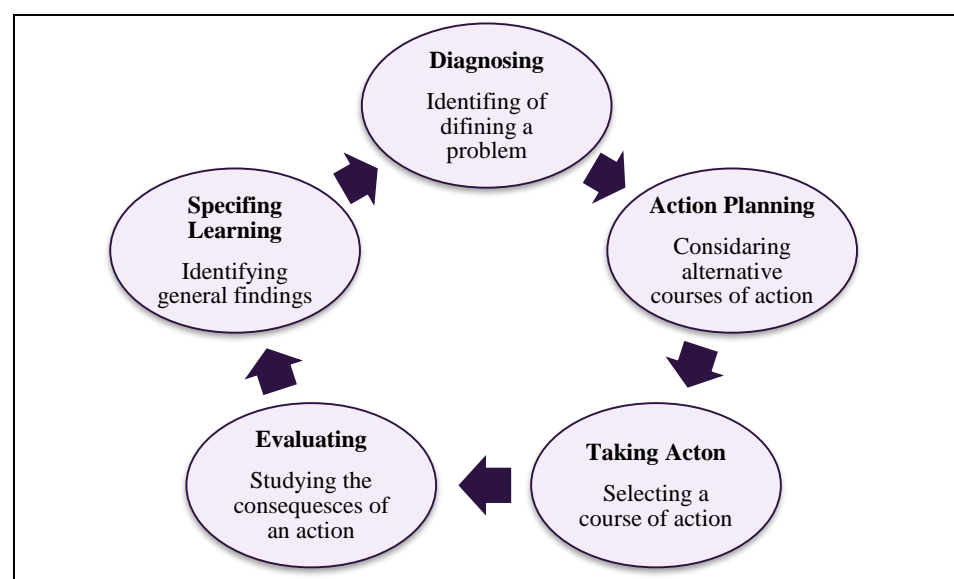 Diagnosing
Identifing of
difining a
problem
Action Planning
Considaring
alternative
courses of action
Taking Acton
Selecting a
course of action
Evaluating
Studying the
consequesces of
an action
Specifing
Learning
Identifying
general findings